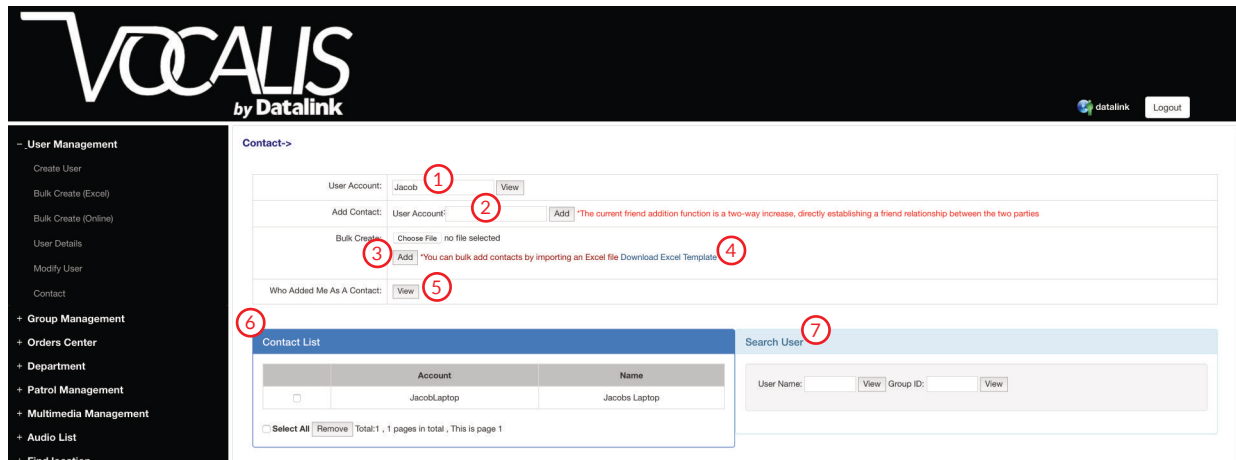 VOCALIS
by Datalink
datalink Logout
− User Management
Create User
Bulk Create (Excel)
Bulk Create (Online)
User Details
Modify User
Contact
+ Group Management
+ Orders Center
+ Department
+ Patrol Management
+ Multimedia Management
+ Audio List
+ Find location
Contact->
User Account: Jacob 1 View
Add Contact: User Account: 2 Add *The current friend addition function is a two-way increase, directly establishing a friend relationship between the two parties
Bulk Create: Choose File no file selected
3 Add *You can bulk add contacts by importing an Excel file Download Excel Template 4
Who Added Me As A Contact: View 5
6
Contact List
Account Name
JacobLaptop Jacobs Laptop
Select All Remove Total:1 , 1 pages in total , This is page 1
7
Search User
User Name: View Group ID: View